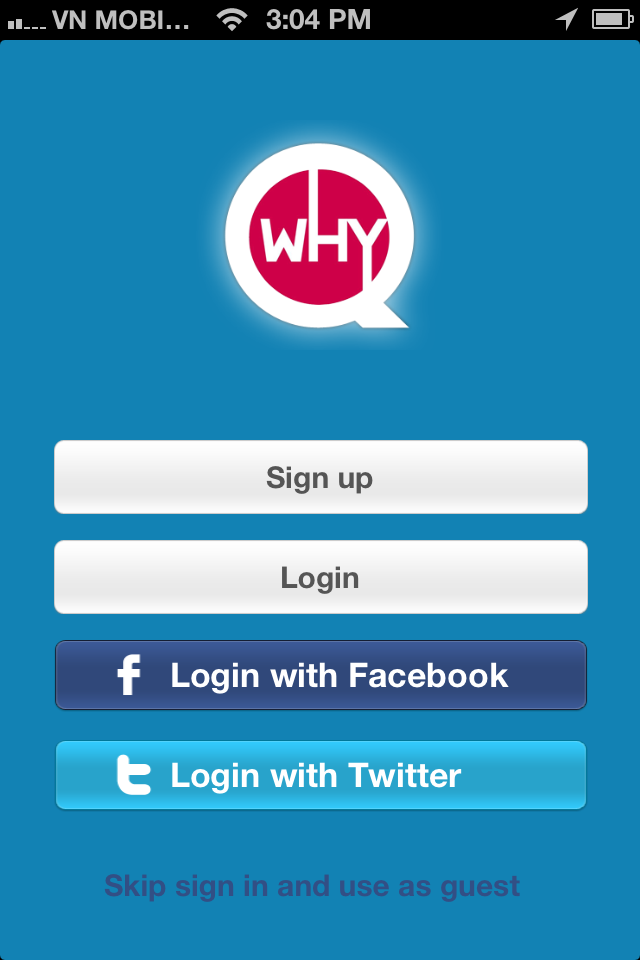 VN MOBI... 3:04 PM
WHY
Sign up
Login
f Login with Facebook
t Login with Twitter
Skip sign in and use as guest